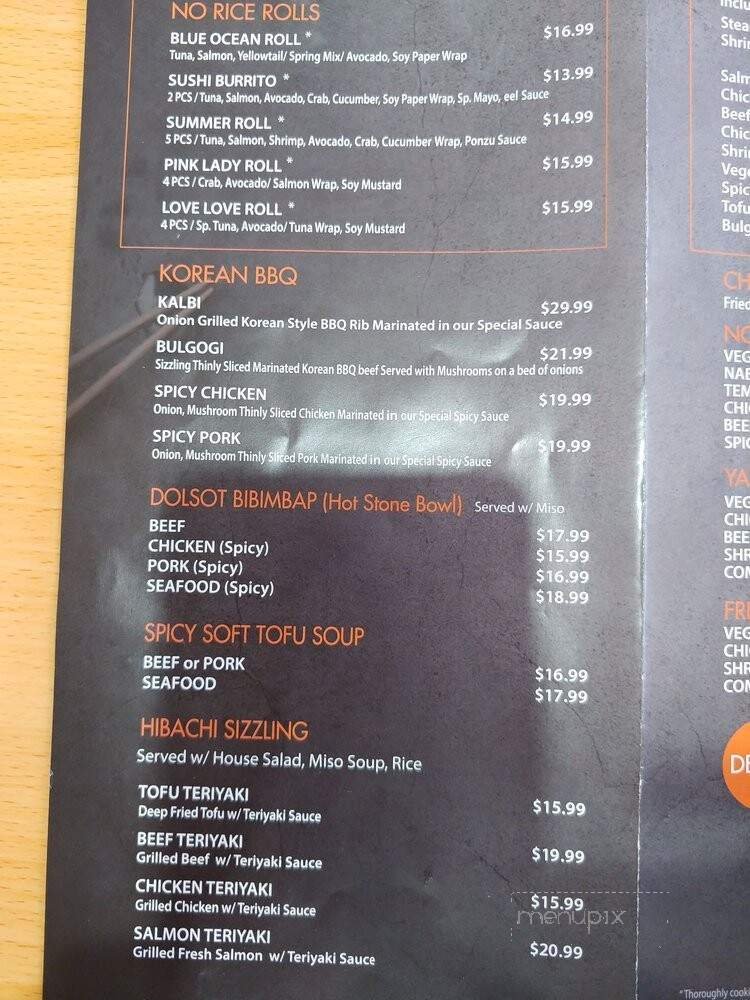 NO RICE ROLLS
BLUE OCEAN ROLL * $16.99
Tuna, Salmon, Yellowtail/ Spring Mix/ Avocado, Soy Paper Wrap
SUSHI BURRITO * $13.99
2 PCS / Tuna, Salmon, Avocado, Crab, Cucumber, Soy Paper Wrap, Sp. Mayo, eel Sauce
SUMMER ROLL * $14.99
5 PCS / Tuna, Salmon, Shrimp, Avocado, Crab, Cucumber Wrap, Ponzu Sauce
PINK LADY ROLL * $15.99
4 PCS / Crab, Avocado/ Salmon Wrap, Soy Mustard
LOVE LOVE ROLL * $15.99
4 PCS / Sp. Tuna, Avocado/ Tuna Wrap, Soy Mustard
KOREAN BBQ
KALBI $29.99
Onion Grilled Korean Style BBQ Rib Marinated in our Special Sauce
BULGOGI $21.99
Sizzling Thinly Sliced Marinated Korean BBQ beef Served with Mushrooms on a bed of onions
SPICY CHICKEN $19.99
Onion, Mushroom Thinly Sliced Chicken Marinated in our Special Spicy Sauce
SPICY PORK $19.99
Onion, Mushroom Thinly Sliced Pork Marinated in our Special Spicy Sauce
DOLSOT BIBIMBAP (Hot Stone Bowl) Served w/ Miso
BEEF $17.99
CHICKEN (Spicy) $15.99
PORK (Spicy) $16.99
SEAFOOD (Spicy) $18.99
SPICY SOFT TOFU SOUP
BEEF or PORK $16.99
SEAFOOD $17.99
HIBACHI SIZZLING
Served w/ House Salad, Miso Soup, Rice
TOFU TERIYAKI $15.99
Deep Fried Tofu w/ Teriyaki Sauce
BEEF TERIYAKI $19.99
Grilled Beef w/ Teriyaki Sauce
CHICKEN TERIYAKI $15.99
Grilled Chicken w/ Teriyaki Sauce
SALMON TERIYAKI $20.99
Grilled Fresh Salmon w/ Teriyaki Sauce
menupix
Tofu
*Thoroughly